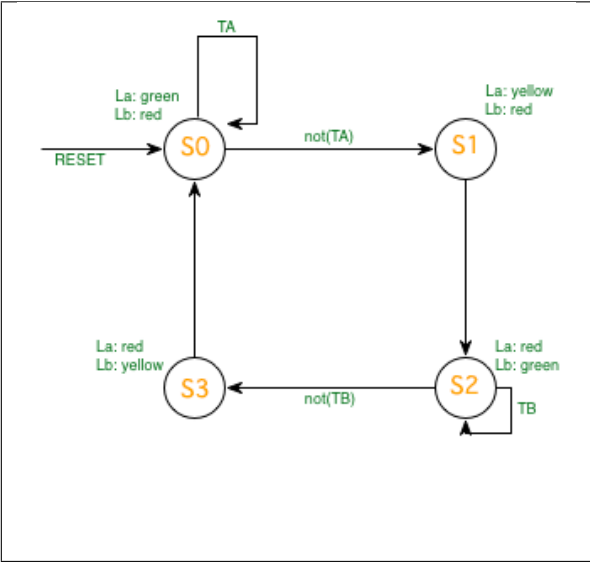 TA
La: green
Lb: red
S0
RESET
not(TA)
La: yellow
Lb: red
S1
La: red
Lb: yellow
S3
not(TB)
La: red
Lb: green
S2
TB